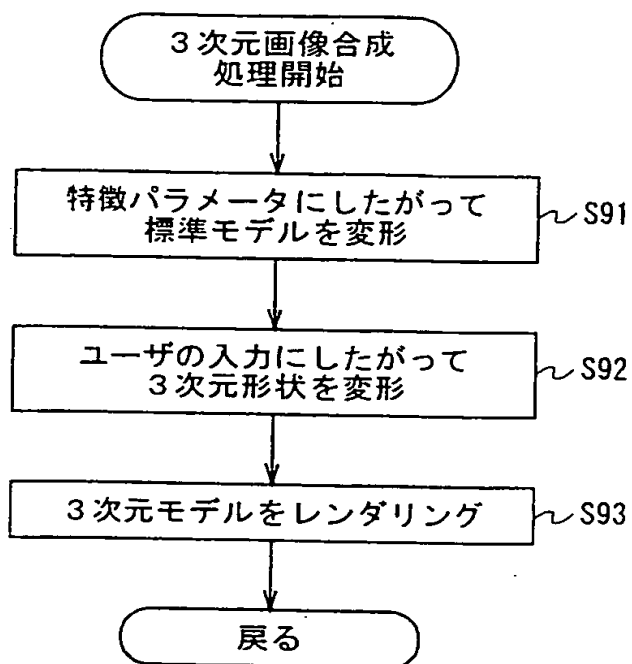 3次元画像合成
処理開始
特徴パラメータにしたがって
標準モデルを変形
S91
ユーザの入力にしたがって
3次元形状を変形
S92
3次元モデルをレンダリング
S93
戻る